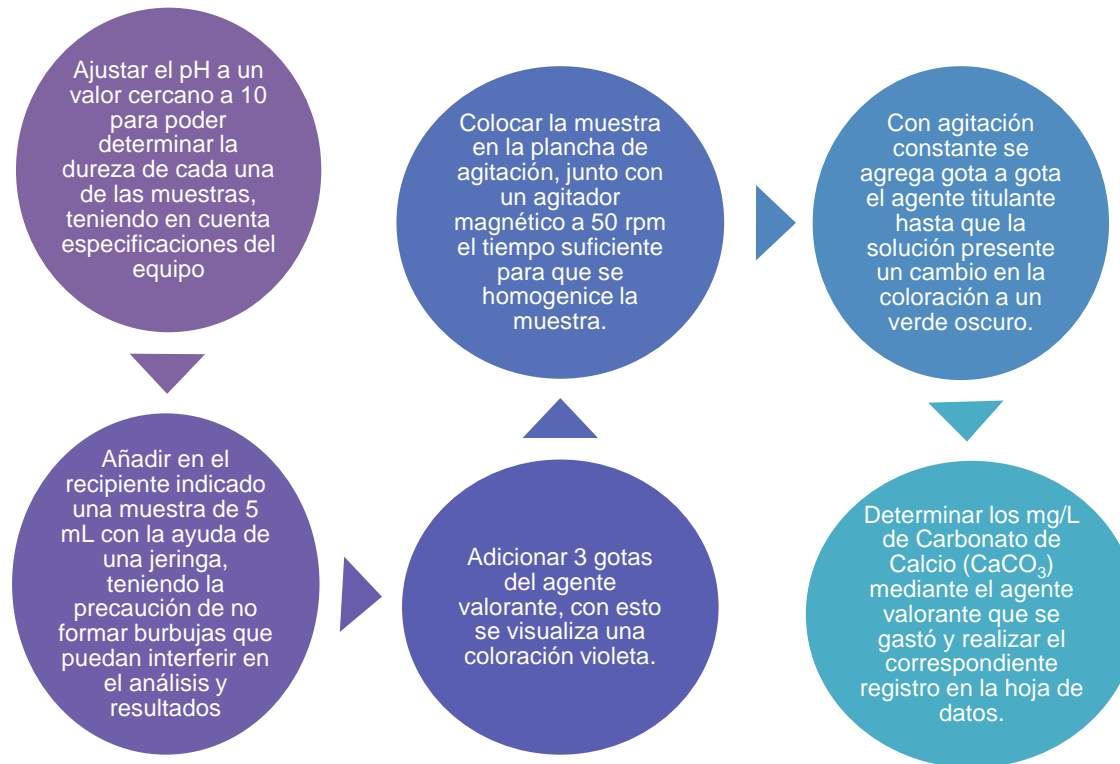 Ajustar el pH a un
valor cercano a 10
para poder
determinar la
dureza de cada una
de las muestras,
teniendo en cuenta
especificaciones del
equipo
Añadir en el
recipiente indicado
una muestra de 5
mL con la ayuda de
una jeringa,
teniendo la
precaución de no
formar burbujas que
puedan interferir en
el análisis y
resultados
Adicionar 3 gotas
del agente
valorante, con esto
se visualiza una
coloración violeta.
Colocar la muestra
en la plancha de
agitación, junto con
un agitador
magnético a 50 rpm
el tiempo suficiente
para que se
homogenice la
muestra.
Con agitación
constante se
agrega gota a gota
el agente titulante
hasta que la
solución presente
un cambio en la
coloración a un
verde oscuro.
Determinar los mg/L
de Carbonato de
Calcio (CaCO₃)
mediante el agente
valorante que se
gastó y realizar el
correspondiente
registro en la hoja de
datos.